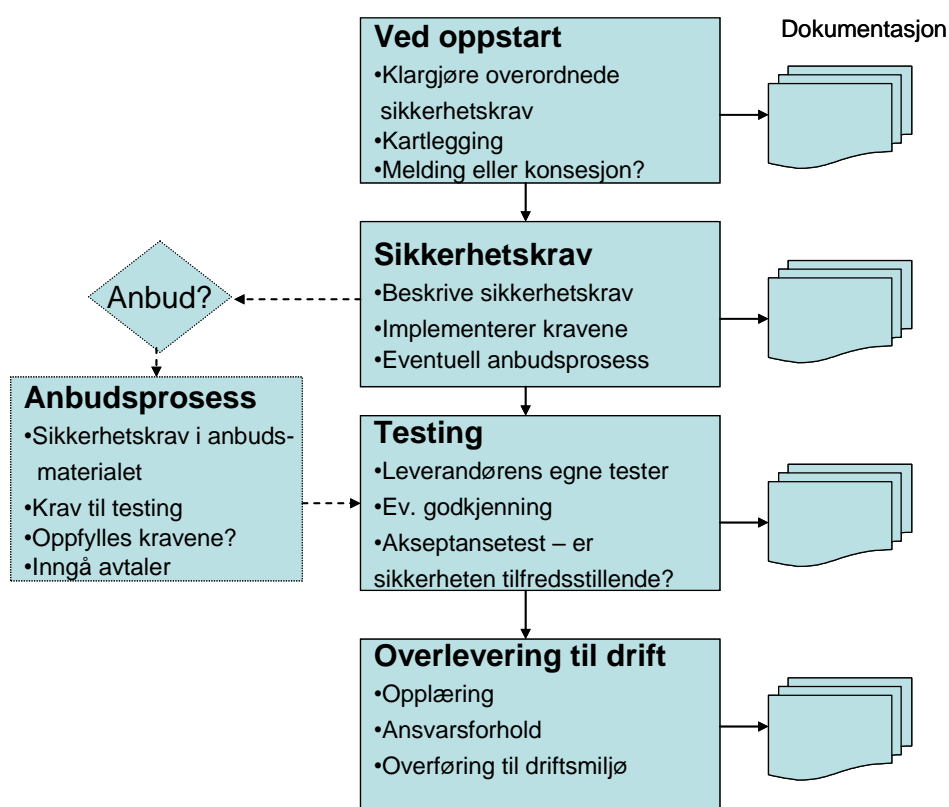 Ved oppstart
Dokumentasjon
•Klargjøre overordnede
sikkerhetskrav
•Kartlegging
•Melding eller konsesjon?
Sikkerhetskrav
•Beskrive sikkerhetskrav
•Implementerer kravene
•Eventuell anbudsprosess
Anbud?
Anbudsprosess
•Sikkerhetskrav i anbuds-
materialet
•Krav til testing
•Oppfylles kravene?
•Inngå avtaler
Testing
•Leverandørens egne tester
•Ev. godkjenning
•Akseptansetest – er
sikkerheten tilfredsstillende?
Overlevering til drift
•Opplæring
•Ansvarsforhold
•Overføring til driftsmiljø